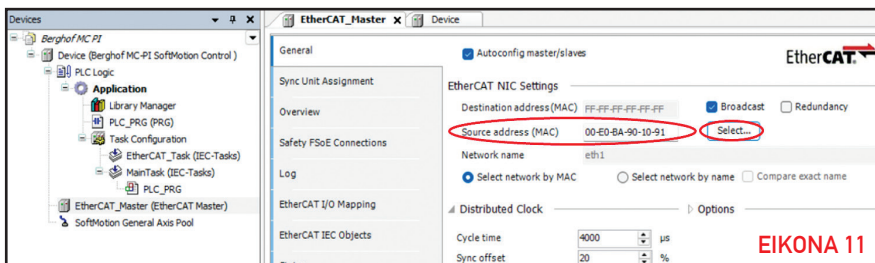 Devices
Berghof MC PI
Device (Berghof MC-PI SoftMotion Control )
PLC Logic
Application
Library Manager
PLC_PRG (PRG)
Task Configuration
EtherCAT_Task (IEC-Tasks)
MainTask (IEC-Tasks)
PLC_PRG
EtherCAT_Master (EtherCAT Master)
SoftMotion General Axis Pool
EtherCAT_Master x Device
General
Sync Unit Assignment
Overview
Safety FSoE Connections
Log
EtherCAT I/O Mapping
EtherCAT IEC Objects
Autoconfig master/slaves
EtherCAT.
EtherCAT NIC Settings
Destination address (MAC) FF-FF-FF-FF-FF-FF Broadcast Redundancy
Source address (MAC) 00-E0-BA-90-10-91 Select...
Network name eth1
Select network by MAC Select network by name Compare exact name
Distributed Clock Options
Cycle time 4000 µs
Sync offset 20 %
ΕΙΚΟΝΑ 11